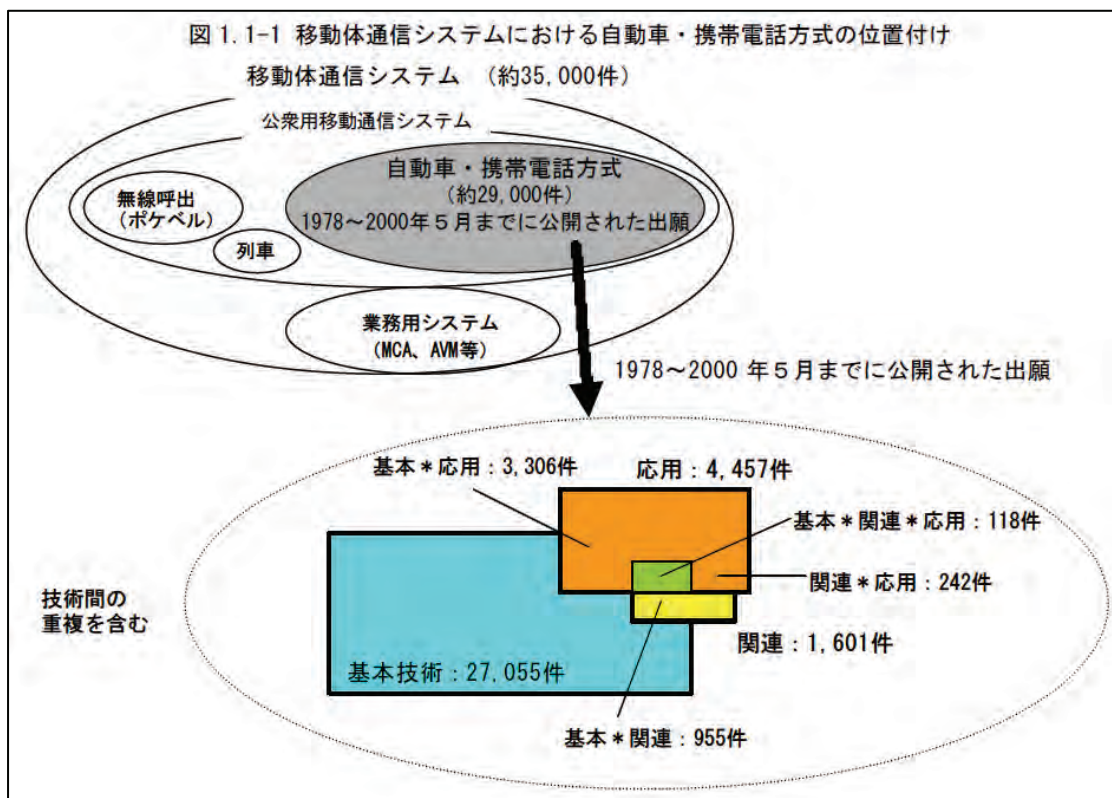 図1.1-1 移動体通信システムにおける自動車・携帯電話方式の位置付け
移動体通信システム （約35,000件）
公衆用移動通信システム
自動車・携帯電話方式
（約29,000件）
1978～2000年５月までに公開された出願
無線呼出
（ポケベル）
列車
業務用システム
（MCA、AVM等）
1978～2000 年５月までに公開された出願
基本＊応用：3,306件
応用：4,457件
基本＊関連＊応用：118件
関連＊応用：242件
技術間の
重複を含む
関連：1,601件
基本技術：27,055件
基本＊関連：955件